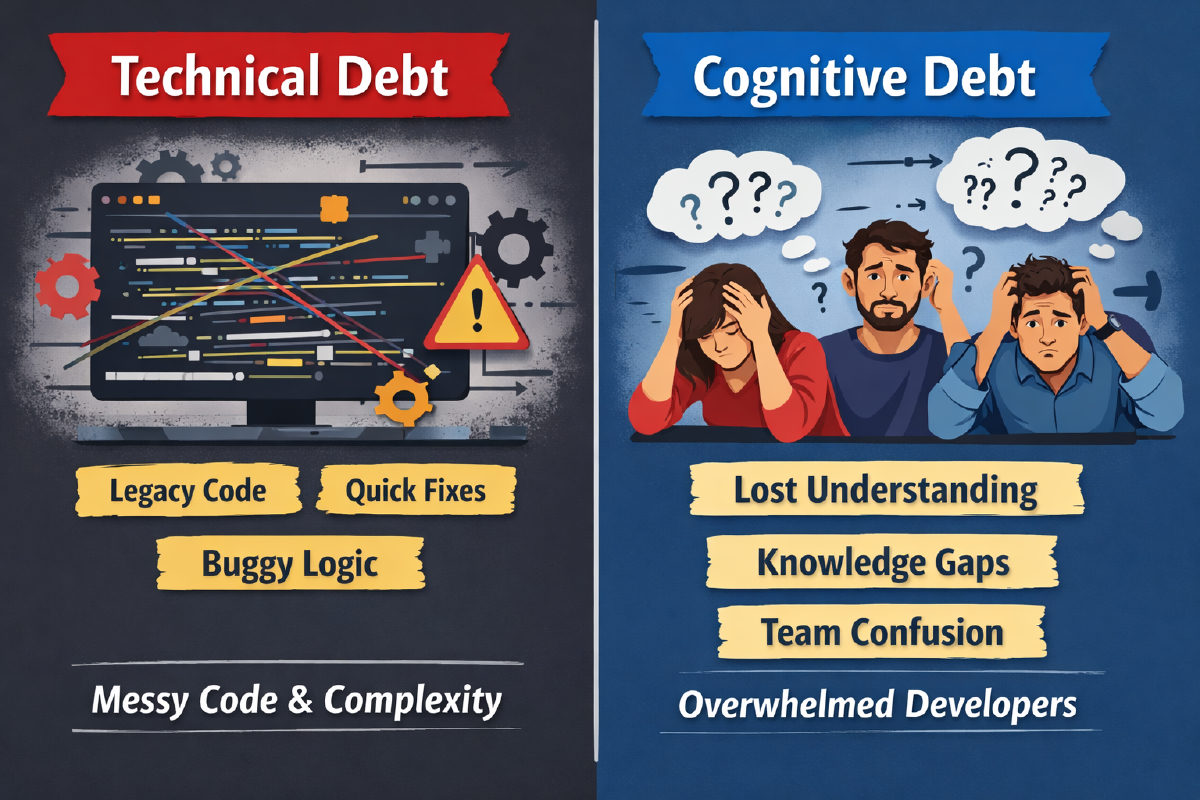 Technical Debt
Legacy Code
Quick Fixes
Buggy Logic
Messy Code & Complexity
Cognitive Debt
? ? ? ?
?? ? ? ? ?
?
?
Lost Understanding
Knowledge Gaps
Team Confusion
Overwhelmed Developers